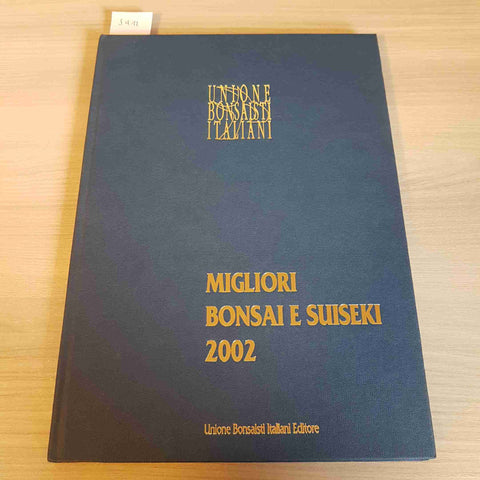 UNIONE
BONSAISTI
ITALIANI
MIGLIORI
BONSAI E SUISEKI
2002
Unione Bonsaisti Italiani Editore